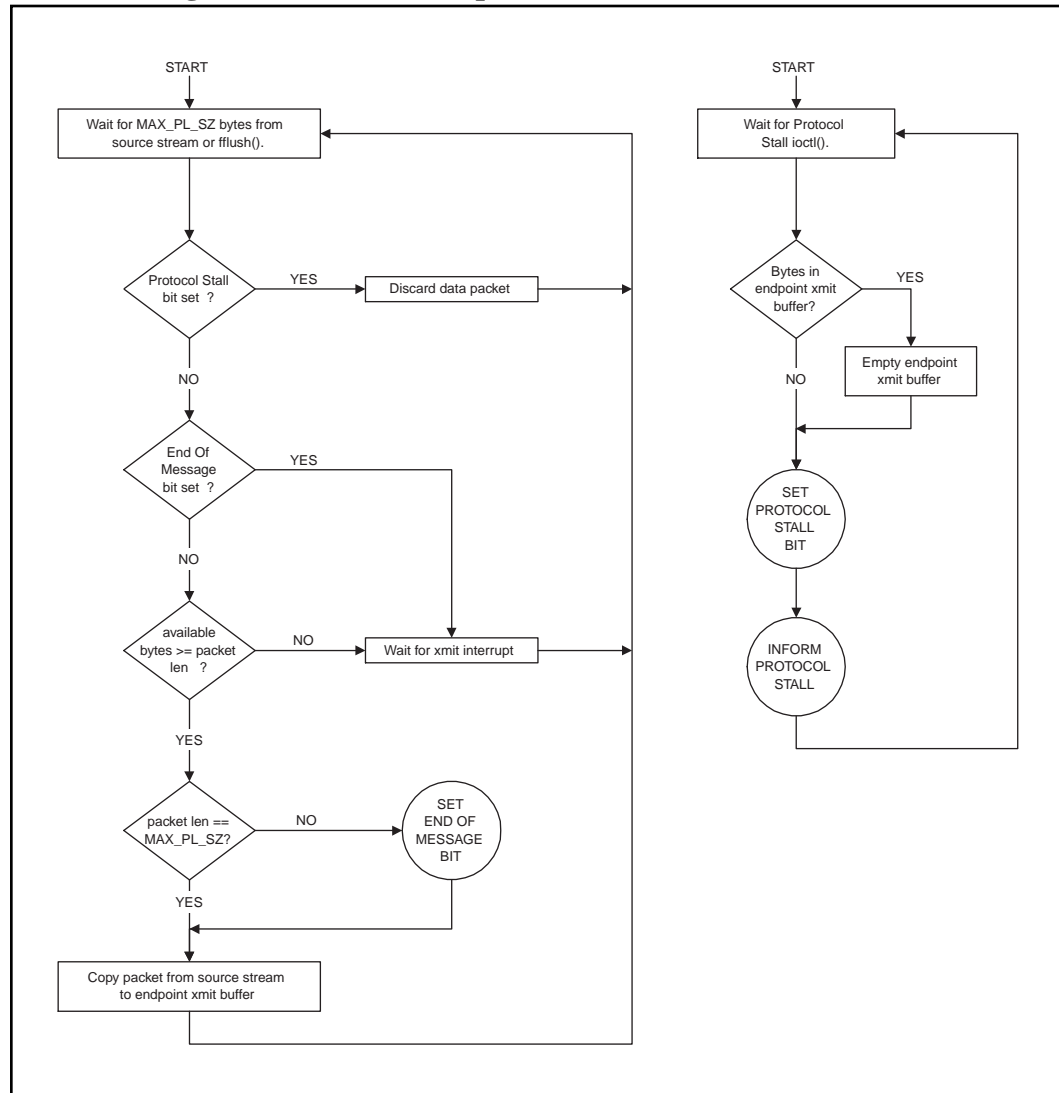 START
Wait for MAX_PL_SZ bytes from
source stream or fflush().
Protocol Stall
bit set ?
YES
Discard data packet
NO
End Of
Message
bit set ?
YES
NO
available
bytes >= packet
len ?
NO
Wait for xmit interrupt
YES
packet len ==
MAX_PL_SZ?
NO
SET
END OF
MESSAGE
BIT
YES
Copy packet from source stream
to endpoint xmit buffer
START
Wait for Protocol
Stall ioctl().
Bytes in
endpoint xmit
buffer?
YES
Empty endpoint
xmit buffer
NO
SET
PROTOCOL
STALL
BIT
INFORM
PROTOCOL
STALL